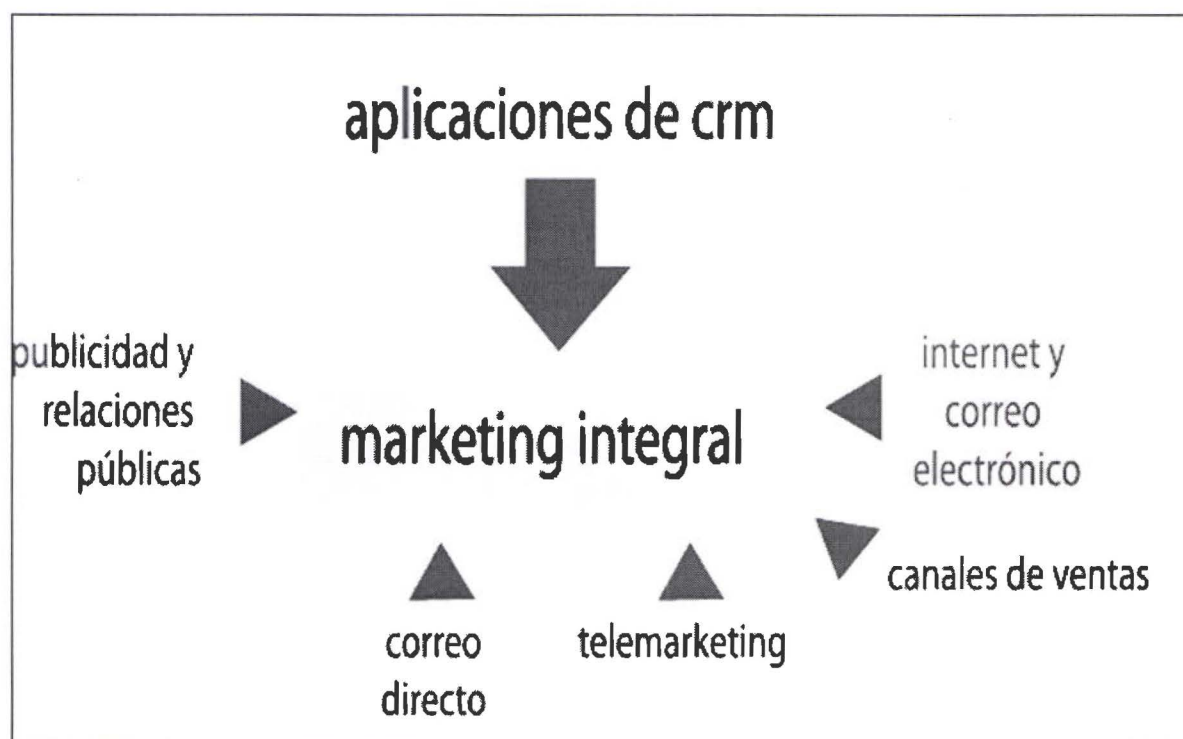 aplicaciones de crm
publicidad y
relaciones
públicas
marketing integral
internet y
correo
electrónico
canales de ventas
correo
directo
telemarketing